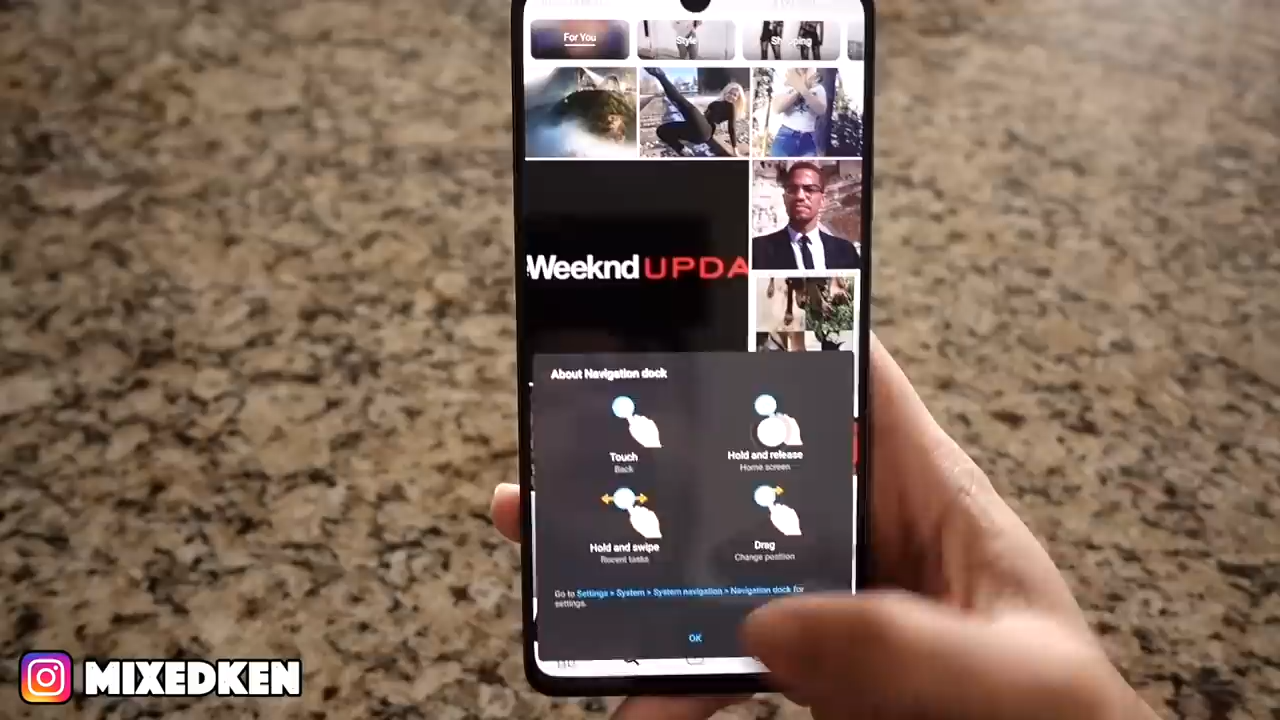 For You
Style
Shopping
Weeknd UPDA
About Navigation dock
Touch
Back
Hold and release
Home screen
Hold and swipe
Recent tasks
Drag
Change position
Go to Settings > System > System navigation > Navigation dock for
settings.
OK
MIXEDKEN